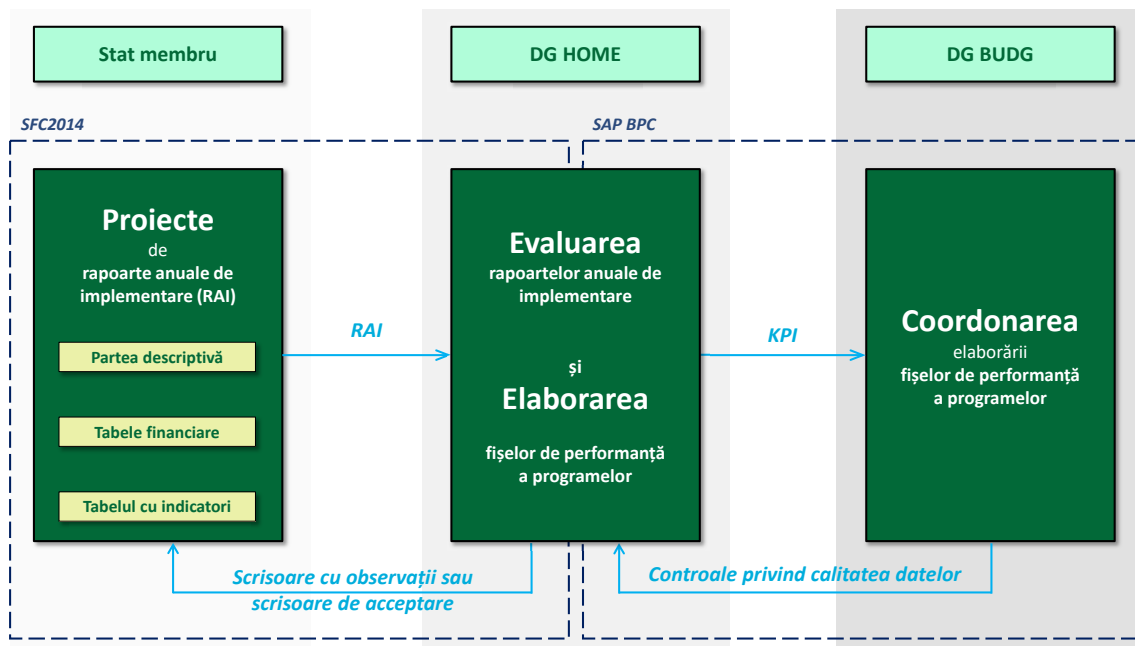 Stat membru
DG HOME
DG BUDG
SFC2014
SAP BPC
Proiecte
de
rapoarte anuale de
implementare (RAI)
Partea descriptivă
Tabele financiare
Tabelul cu indicatori
RAI
Evaluarea
rapoartelor anuale de
implementare
și
Elaborarea
fișelor de performanță
a programelor
KPI
Coordonarea
elaborării
fișelor de performanță
a programelor
Scrisoare cu observații sau
scrisoare de acceptare
Controale privind calitatea datelor